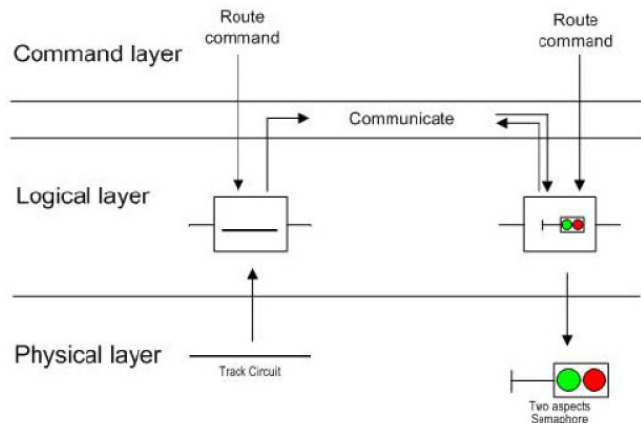 Route
command
Route
command
Command layer
Communicate
Logical layer
Physical layer
Track Circuit
Two aspects
Semaphore